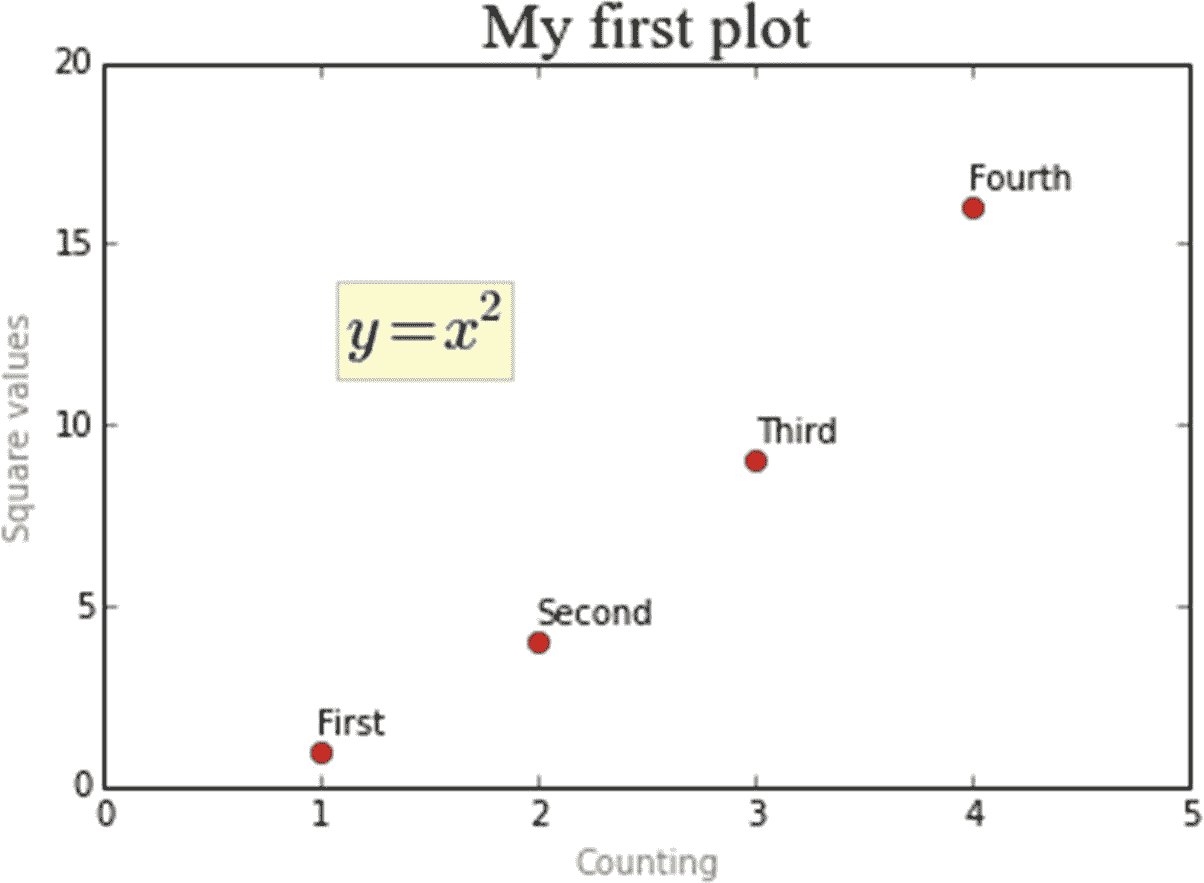 My first plot
20
Fourth
15
y=x²
Square values
10
Third
5
Second
First
0
0 1 2 3 4 5
Counting